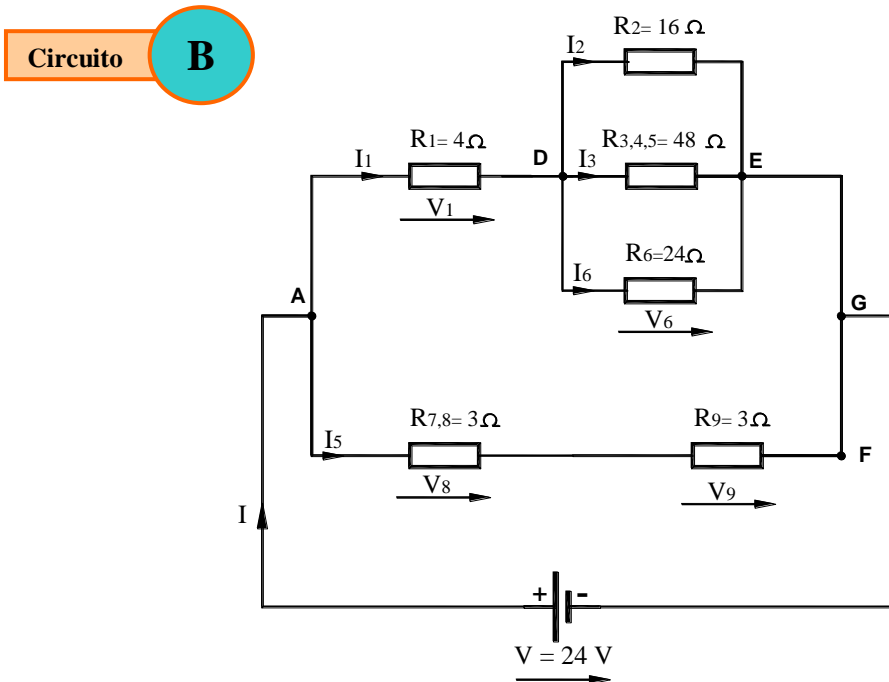 Circuito B
R2= 16 Ω
I2
R1= 4Ω
R3,4,5= 48 Ω
I1
D
I3
E
V1
R6=24Ω
I6
A
G
V6
R7,8= 3Ω
R9= 3Ω
I5
F
V8
V9
I
+ -
V = 24 V